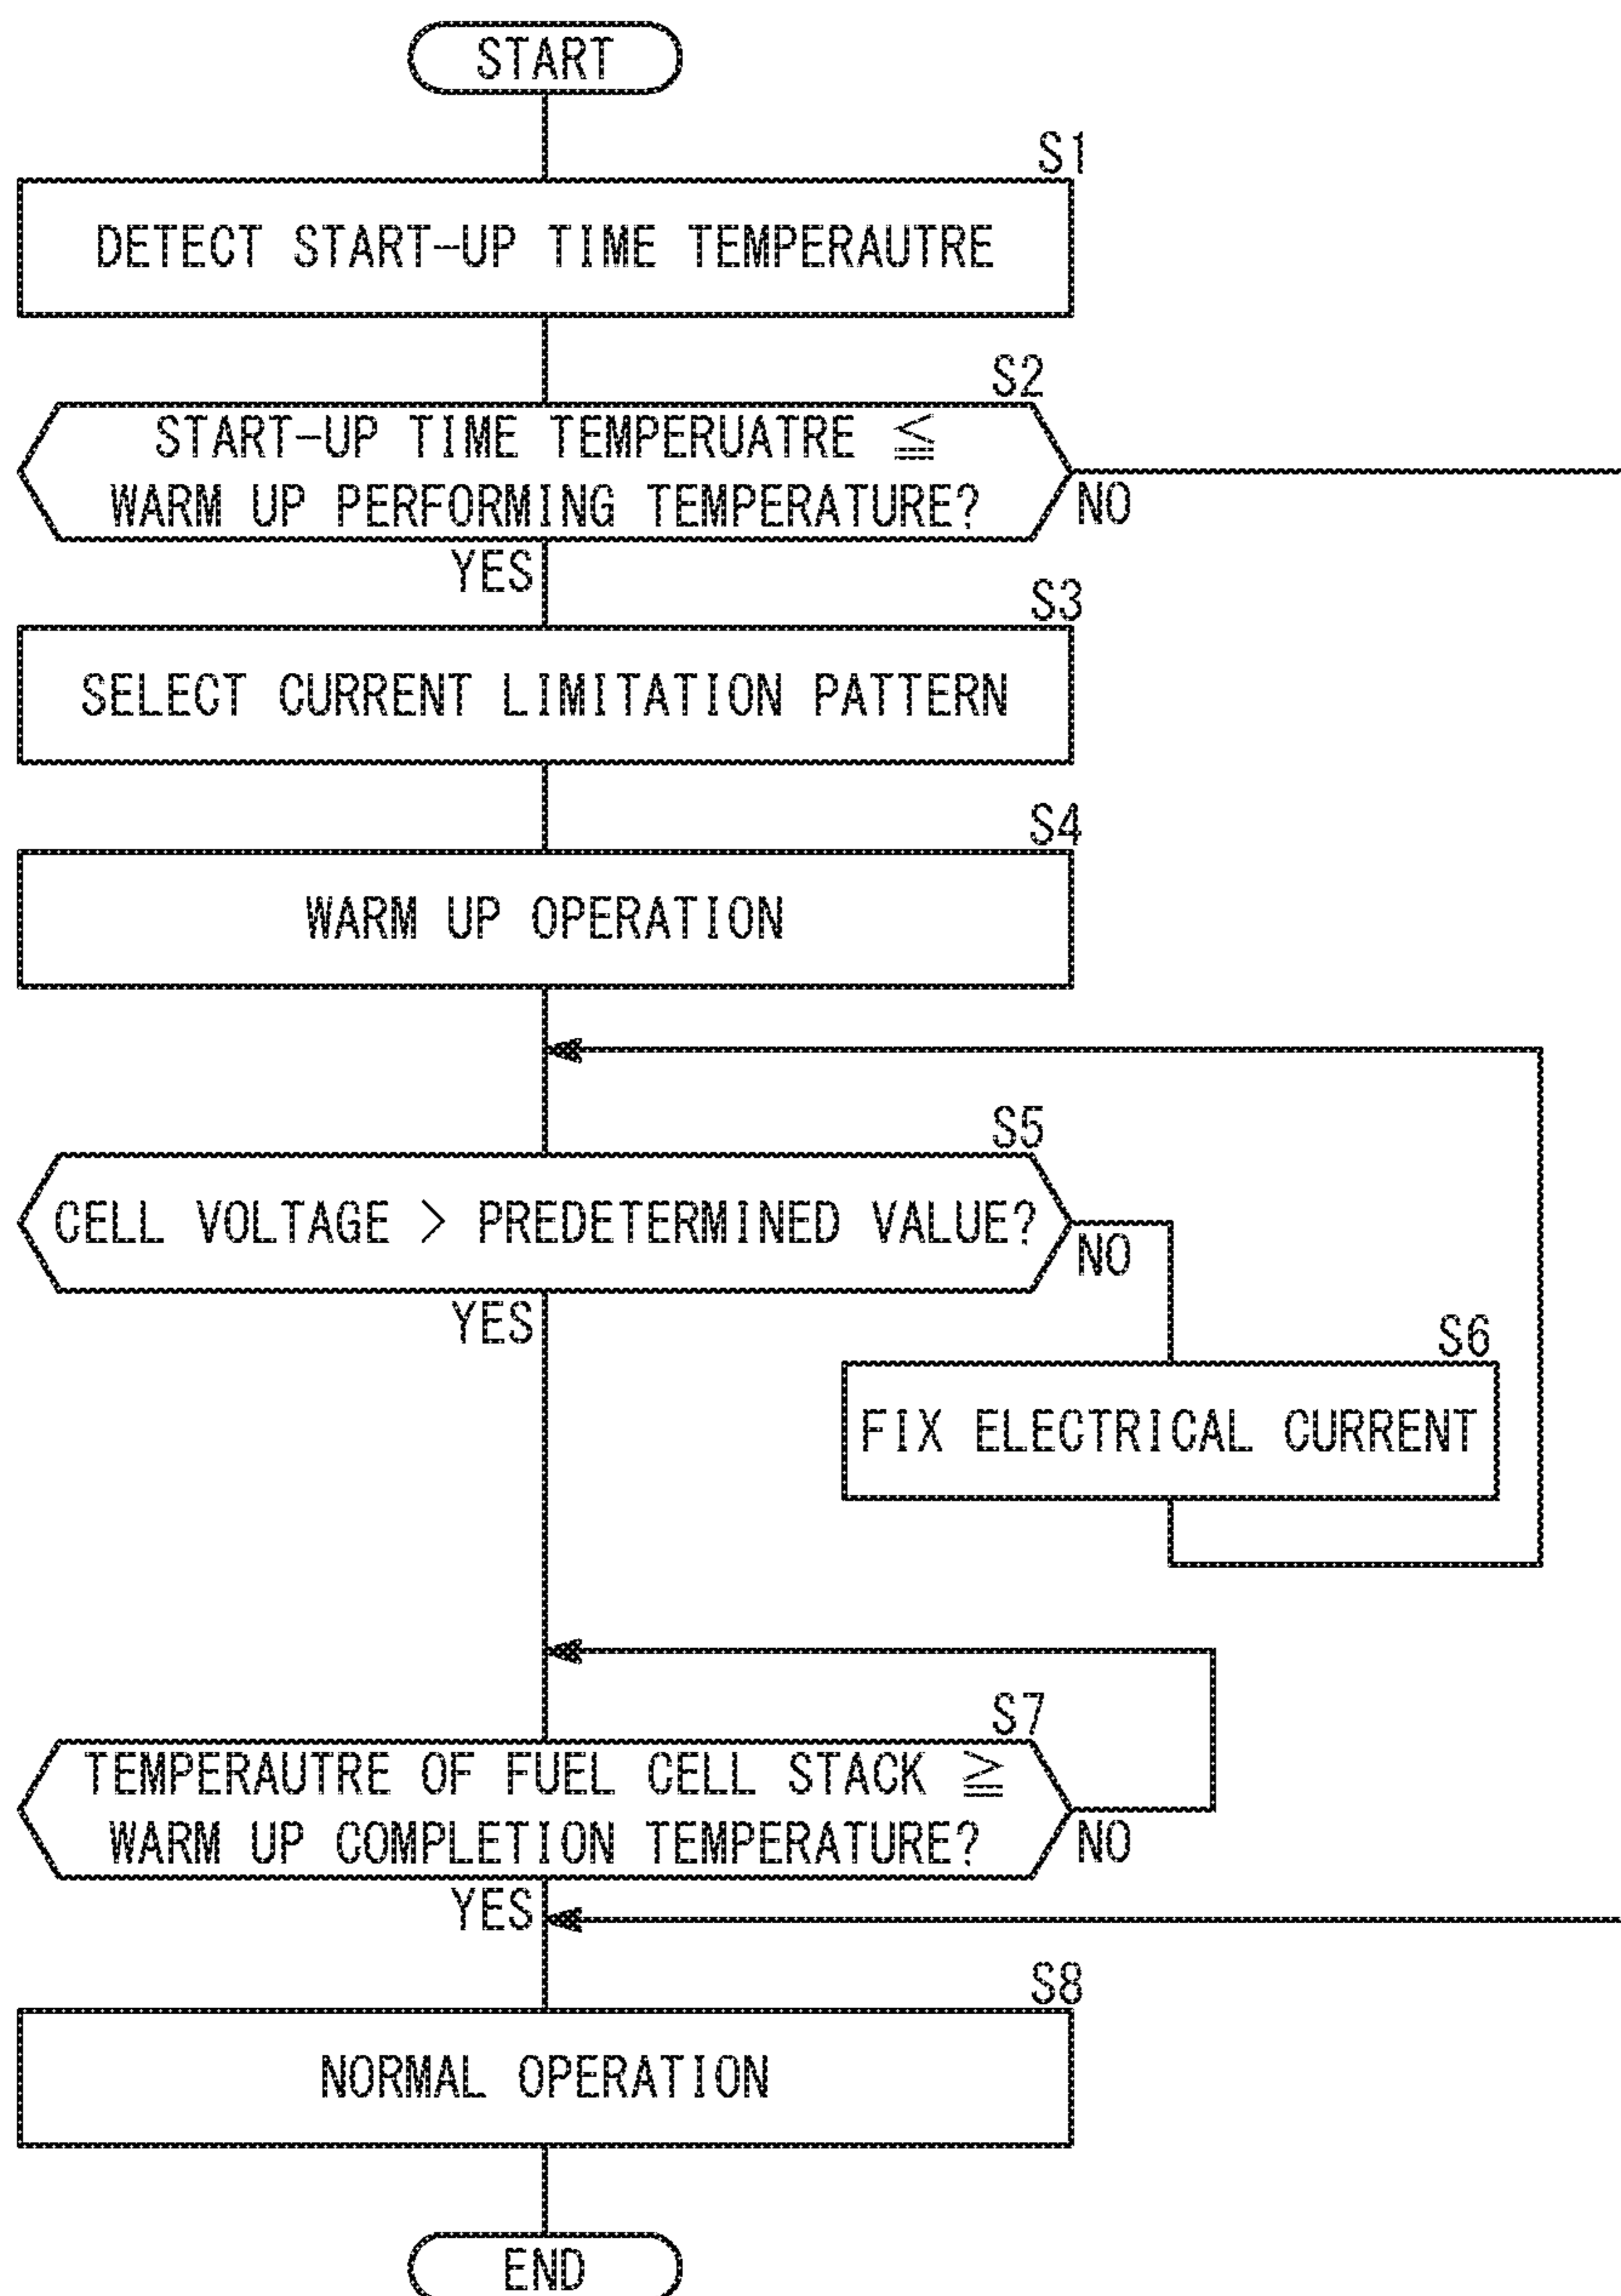 START
S1
DETECT START-UP TIME TEMPERAUTRE
S2
START-UP TIME TEMPERUATRE ≦
WARM UP PERFORMING TEMPERATURE?
NO
YES
S3
SELECT CURRENT LIMITATION PATTERN
S4
WARM UP OPERATION
S5
CELL VOLTAGE > PREDETERMINED VALUE?
NO
YES
S6
FIX ELECTRICAL CURRENT
S7
TEMPERAUTRE OF FUEL CELL STACK ≧
WARM UP COMPLETION TEMPERATURE?
NO
YES
S8
NORMAL OPERATION
END